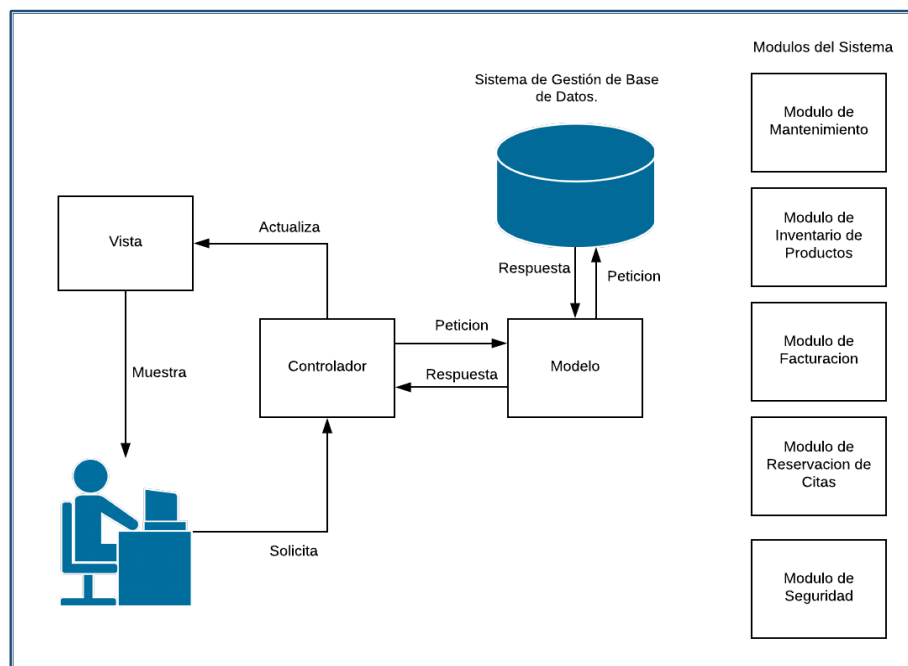 Modulos del Sistema
Sistema de Gestión de Base
de Datos.
Modulo de
Mantenimiento
Vista
Actualiza
Modulo de
Inventario de
Productos
Respuesta
Peticion
Muestra
Controlador
Peticion
Respuesta
Modelo
Modulo de
Facturacion
Modulo de
Reservacion de
Citas
Solicita
Modulo de
Seguridad